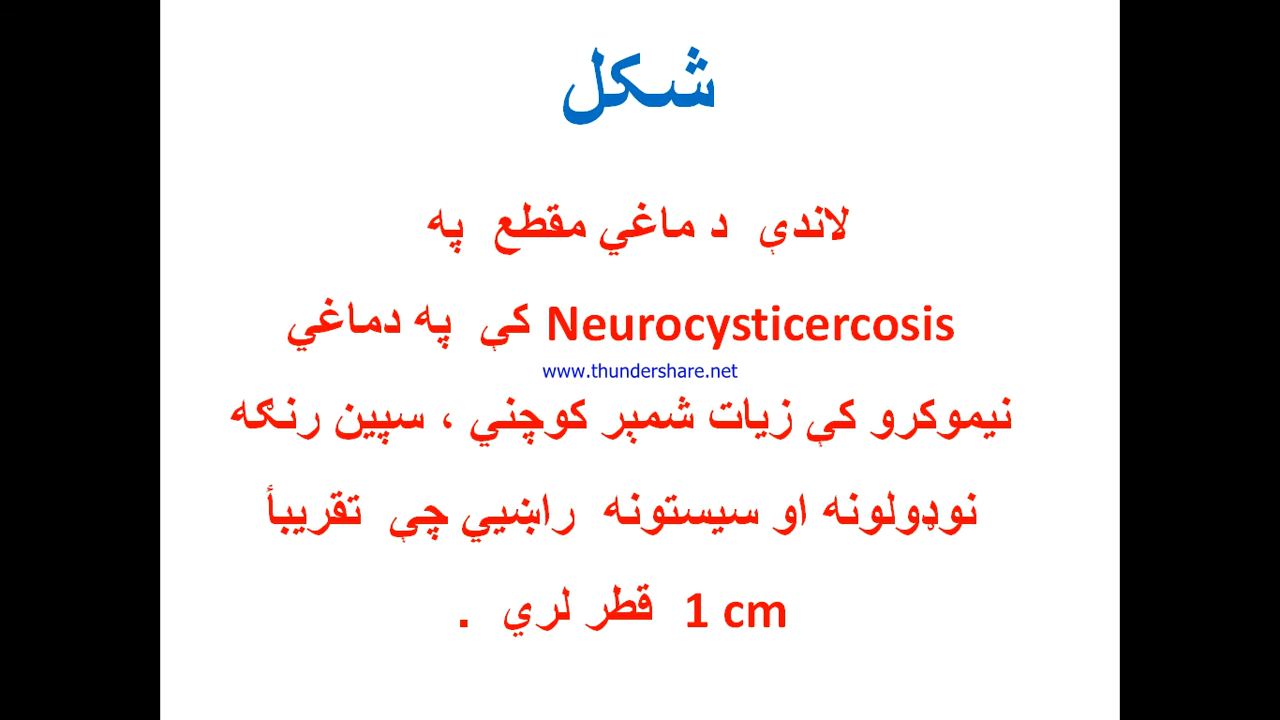 شکل
لاندې د ماغي مقطع په
Neurocysticercosis کې په دماغي
www.thundershare.net
نیموکرو کې زیات شمېر کوچني ، سپین رنګه
نوډولونه او سیستونه راښیي چې تقریبأ
1 cm قطر لري .